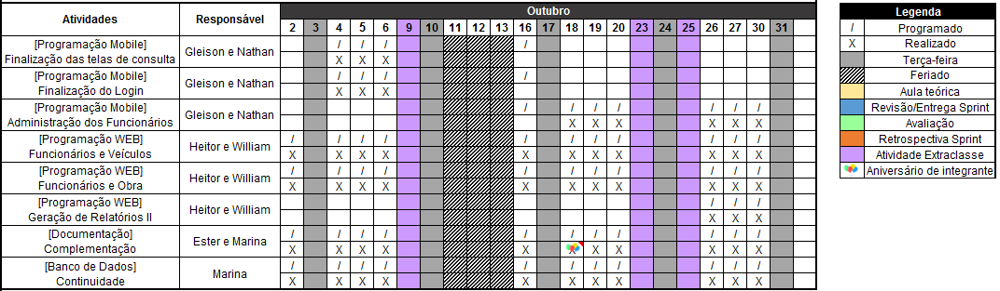 Atividades Responsável Outubro
2 3 4 5 6 9 10 11 12 13 16 17 18 19 20 23 24 25 26 27 30 31
[Programação Mobile] / / / /
Finalização das telas de consulta Gleison e Nathan X X X
[Programação Mobile] / / / /
Finalização do Login Gleison e Nathan X X X
[Programação Mobile] / / / / / / /
Administração dos Funcionários Gleison e Nathan X X X X X X
[Programação WEB] / / / / / / / / / / /
Funcionários e Veículos Heitor e William X X X X X X X X X X X
[Programação WEB] / / / / / / / / / / /
Funcionários e Obra Heitor e William X X X X X X X X X X X
[Programação WEB] / / /
Geração de Relatórios II Heitor e William X X X
[Documentação] / / / / / / / / / / /
Complementação Ester e Marina X X X X X X X X X X X
[Banco de Dados] / / / / / / / / / / /
Continuidade Marina X X X X X X X X X X X
Legenda
/ Programado
X Realizado
Terça-feira
Feriado
Aula teórica
Revisão/Entrega Sprint
Avaliação
Retrospectiva Sprint
Atividade Extraclasse
Aniversário de integrante